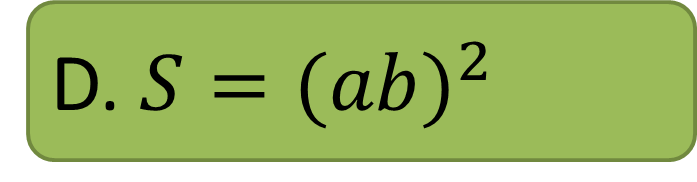 D. S = (ab)²